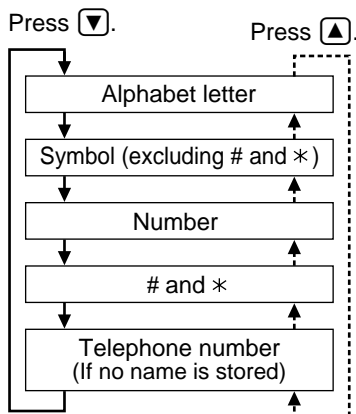 Press ▼.
Press ▲.
Alphabet letter
Symbol (excluding # and ＊)
Number
# and ＊
Telephone number
(If no name is stored)